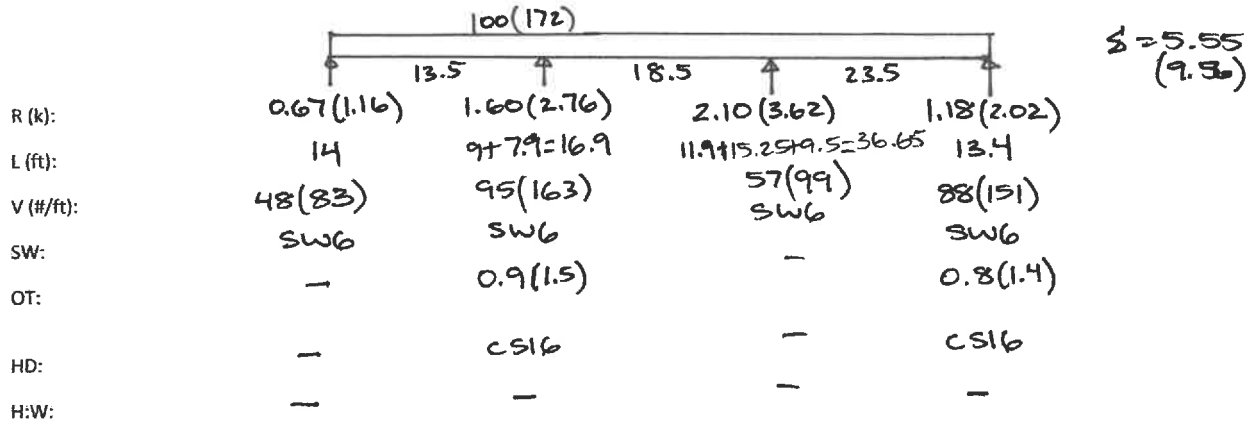 100(172)
Σ=5.55
(9.56)
13.5 18.5 23.5
R (k): 0.67(1.16) 1.60(2.76) 2.10(3.62) 1.18(2.02)
L (ft): 14 9+7.9=16.9 11.9+15.25+9.5=36.65 13.4
V (#/ft): 48(83) 95(163) 57(99) 88(151)
SW: SW6 SW6 SW6 SW6
OT: — 0.9(1.5) — 0.8(1.4)
HD: — CS16 — CS16
H:W: — — — —